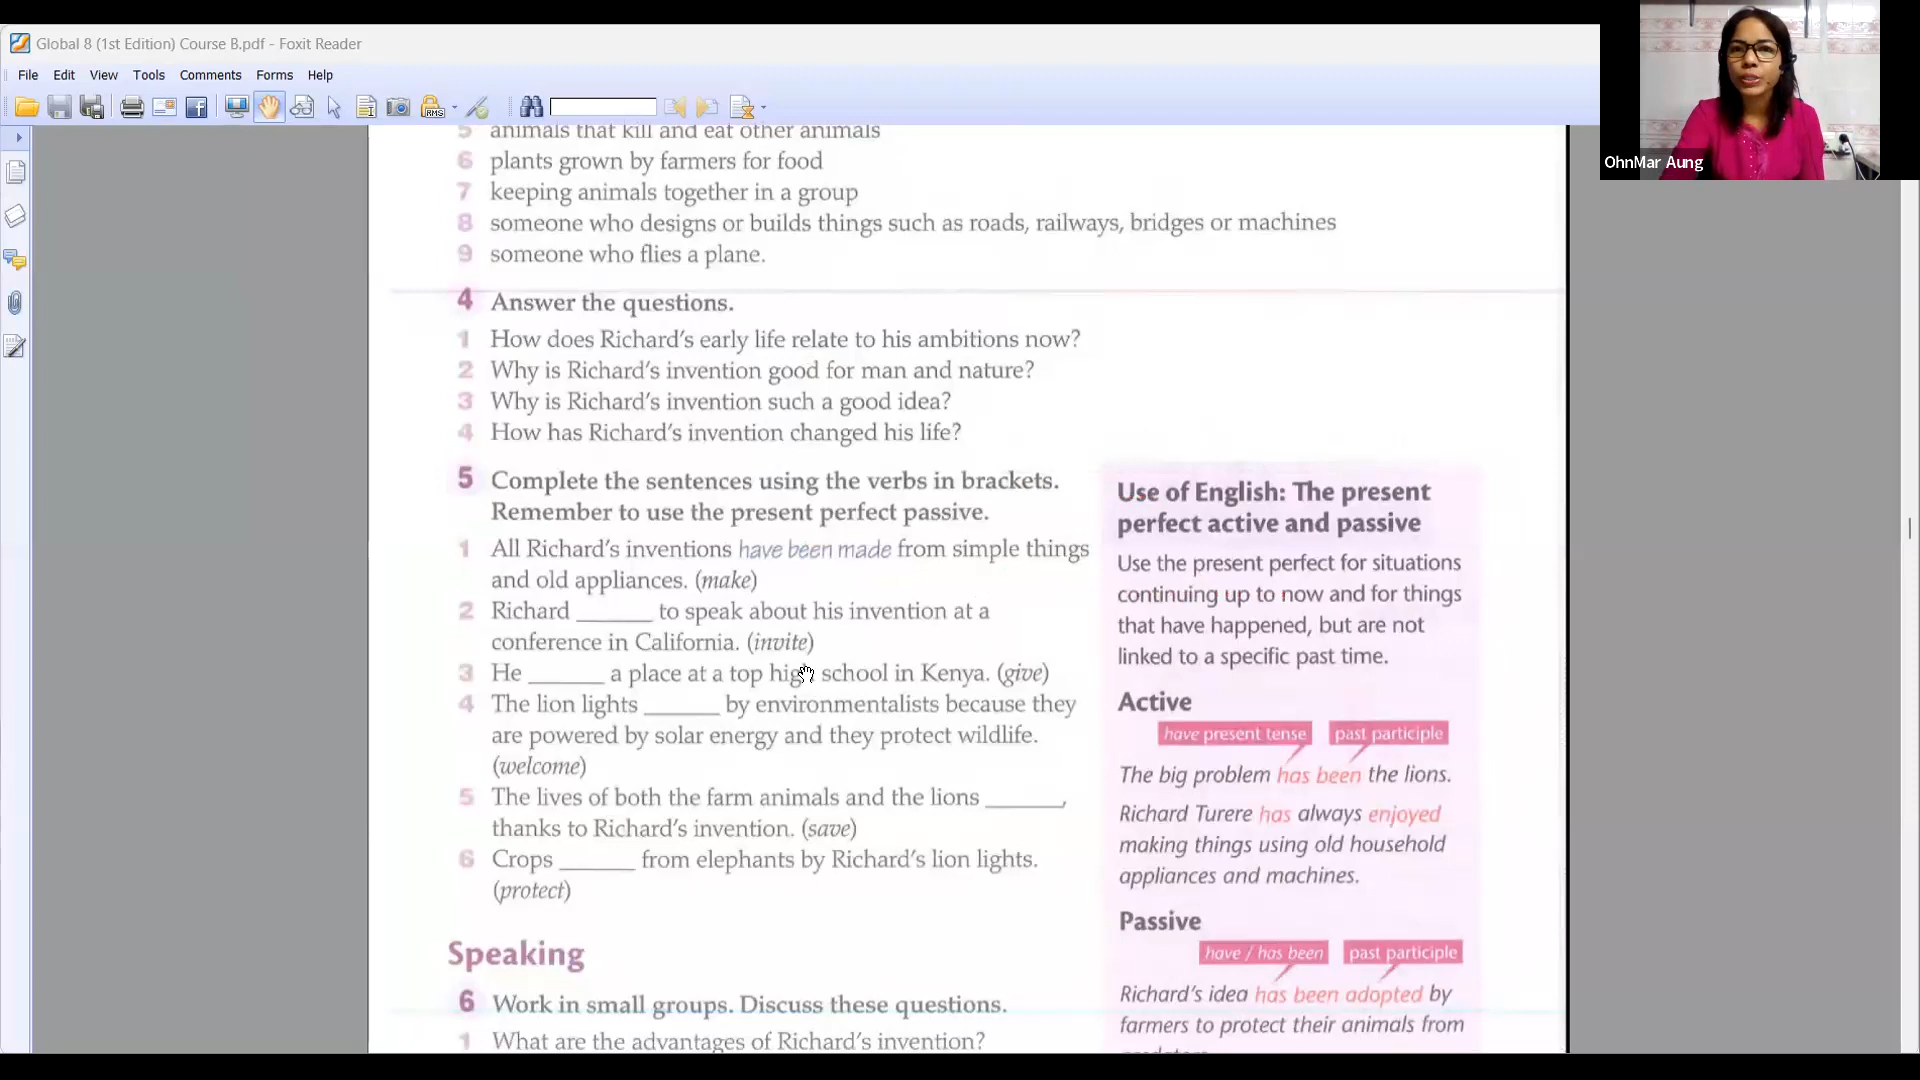 Global 8 (1st Edition) Course B.pdf - Foxit Reader
File Edit View Tools Comments Forms Help
RMS
OhnMar Aung
5 animals that kill and eat other animals
6 plants grown by farmers for food
7 keeping animals together in a group
8 someone who designs or builds things such as roads, railways, bridges or machines
9 someone who flies a plane.
4 Answer the questions.
1 How does Richard's early life relate to his ambitions now?
2 Why is Richard's invention good for man and nature?
3 Why is Richard's invention such a good idea?
4 How has Richard's invention changed his life?
5 Complete the sentences using the verbs in brackets.
Remember to use the present perfect passive.
1 All Richard's inventions have been made from simple things
and old appliances. (make)
2 Richard ______ to speak about his invention at a
conference in California. (invite)
3 He ______ a place at a top high school in Kenya. (give)
4 The lion lights ______ by environmentalists because they
are powered by solar energy and they protect wildlife.
(welcome)
5 The lives of both the farm animals and the lions ______,
thanks to Richard's invention. (save)
6 Crops ______ from elephants by Richard's lion lights.
(protect)
Speaking
6 Work in small groups. Discuss these questions.
1 What are the advantages of Richard's invention?
Use of English: The present
perfect active and passive
Use the present perfect for situations
continuing up to now and for things
that have happened, but are not
linked to a specific past time.
Active
have present tense past participle
The big problem has been the lions.
Richard Turere has always enjoyed
making things using old household
appliances and machines.
Passive
have / has been past participle
Richard's idea has been adopted by
farmers to protect their animals from